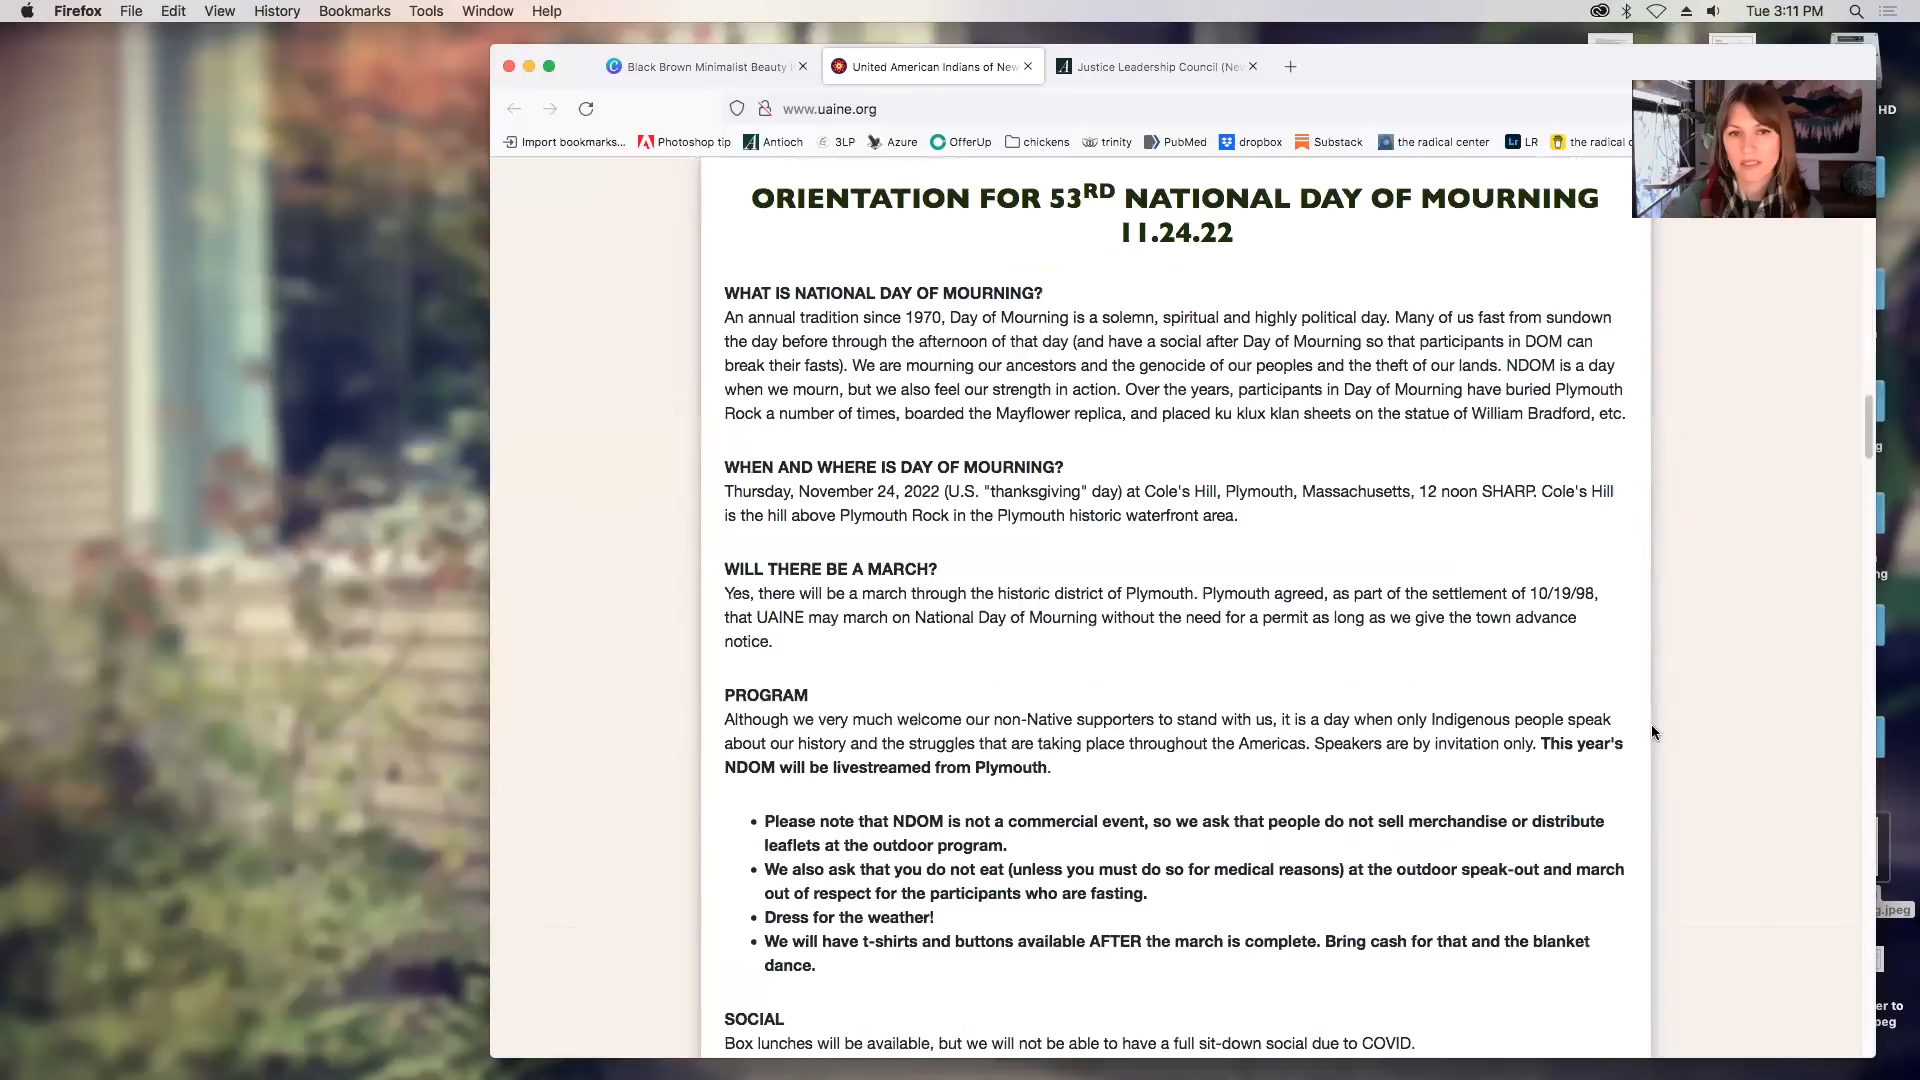 Firefox File Edit View History Bookmarks Tools Window Help Tue 3:11 PM
Black Brown Minimalist Beauty United American Indians of New Justice Leadership Council (Ne
www.uaine.org
Import bookmarks... Photoshop tip Antioch 3LP Azure OfferUp chickens trinity PubMed dropbox Substack the radical center LR the radical
HD
ORIENTATION FOR 53RD NATIONAL DAY OF MOURNING
11.24.22
WHAT IS NATIONAL DAY OF MOURNING?
An annual tradition since 1970, Day of Mourning is a solemn, spiritual and highly political day. Many of us fast from sundown
the day before through the afternoon of that day (and have a social after Day of Mourning so that participants in DOM can
break their fasts). We are mourning our ancestors and the genocide of our peoples and the theft of our lands. NDOM is a day
when we mourn, but we also feel our strength in action. Over the years, participants in Day of Mourning have buried Plymouth
Rock a number of times, boarded the Mayflower replica, and placed ku klux klan sheets on the statue of William Bradford, etc.
WHEN AND WHERE IS DAY OF MOURNING?
Thursday, November 24, 2022 (U.S. "thanksgiving" day) at Cole's Hill, Plymouth, Massachusetts, 12 noon SHARP. Cole's Hill
is the hill above Plymouth Rock in the Plymouth historic waterfront area.
WILL THERE BE A MARCH?
Yes, there will be a march through the historic district of Plymouth. Plymouth agreed, as part of the settlement of 10/19/98,
that UAINE may march on National Day of Mourning without the need for a permit as long as we give the town advance
notice.
PROGRAM
Although we very much welcome our non-Native supporters to stand with us, it is a day when only Indigenous people speak
about our history and the struggles that are taking place throughout the Americas. Speakers are by invitation only. This year's
NDOM will be livestreamed from Plymouth.
• Please note that NDOM is not a commercial event, so we ask that people do not sell merchandise or distribute
leaflets at the outdoor program.
• We also ask that you do not eat (unless you must do so for medical reasons) at the outdoor speak-out and march
out of respect for the participants who are fasting.
• Dress for the weather!
• We will have t-shirts and buttons available AFTER the march is complete. Bring cash for that and the blanket
dance.
SOCIAL
Box lunches will be available, but we will not be able to have a full sit-down social due to COVID.
g.jpeg
er to
peg